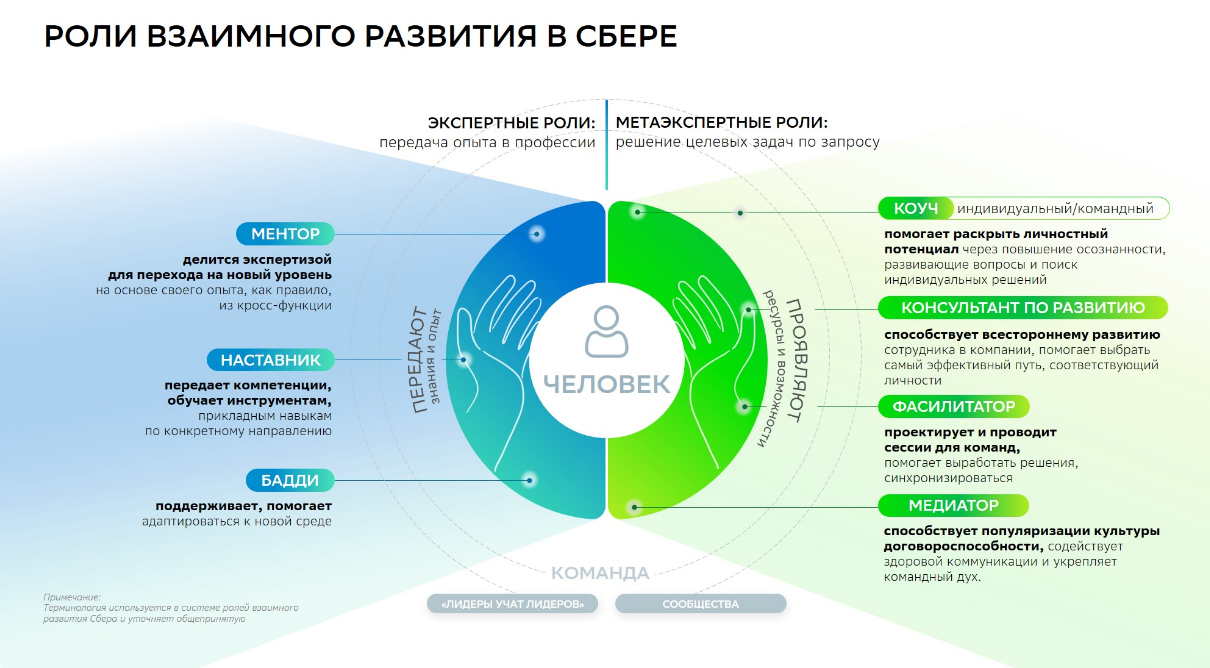 РОЛИ ВЗАИМНОГО РАЗВИТИЯ В СБЕРЕ
ЭКСПЕРТНЫЕ РОЛИ:
передача опыта в профессии
МЕТАЭКСПЕРТНЫЕ РОЛИ:
решение целевых задач по запросу
МЕНТОР
делится экспертизой
для перехода на новый уровень
на основе своего опыта, как правило,
из кросс-функции
НАСТАВНИК
передает компетенции,
обучает инструментам,
прикладным навыкам
по конкретному направлению
БАДДИ
поддерживает, помогает
адаптироваться к новой среде
ПЕРЕДАЮТ
знания и опыт
ЧЕЛОВЕК
ПРОЯВЛЯЮТ
ресурсы и возможности
КОУЧ индивидуальный/командный
помогает раскрыть личностный
потенциал через повышение осознанности,
развивающие вопросы и поиск
индивидуальных решений
КОНСУЛЬТАНТ ПО РАЗВИТИЮ
способствует всестороннему развитию
сотрудника в компании, помогает выбрать
самый эффективный путь, соответствующий
личности
ФАСИЛИТАТОР
проектирует и проводит
сессии для команд,
помогает выработать решения,
синхронизироваться
МЕДИАТОР
способствует популяризации культуры
договороспособности, содействует
здоровой коммуникации и укрепляет
командный дух.
КОМАНДА
«ЛИДЕРЫ УЧАТ ЛИДЕРОВ»
СООБЩЕСТВА
Примечание:
Терминология используется в системе ролей взаимного
развития Сбера и уточняет общепринятую